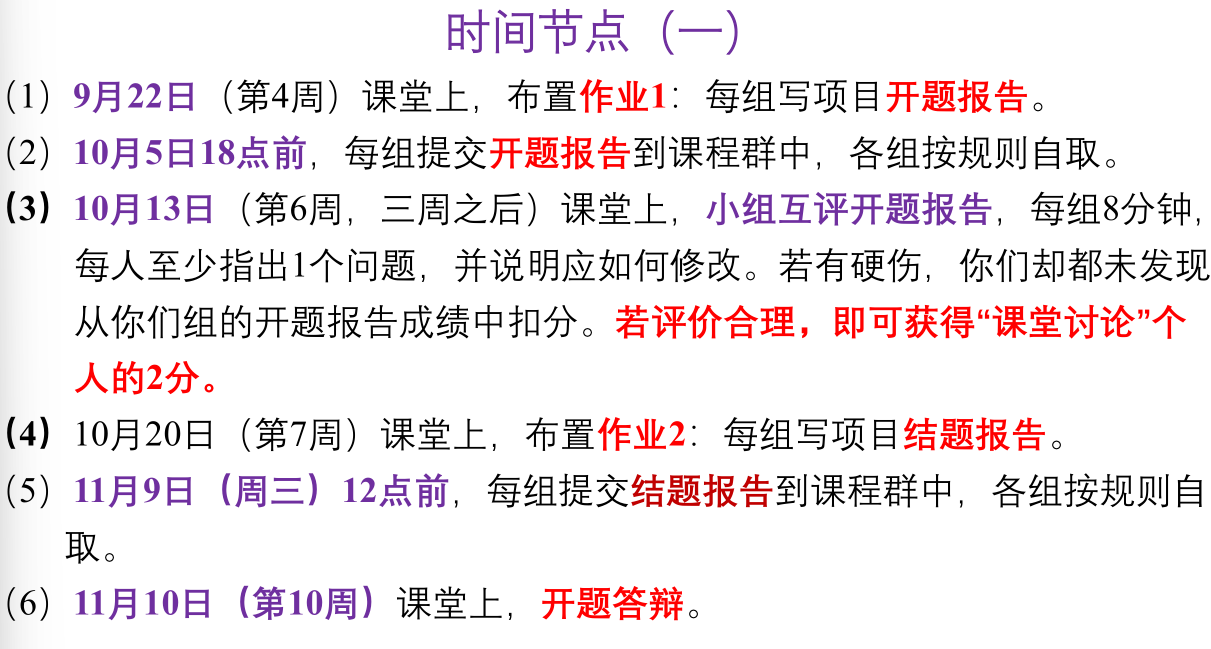 时间节点（一）
（1）9月22日（第4周）课堂上，布置作业1：每组写项目开题报告。
（2）10月5日18点前，每组提交开题报告到课程群中，各组按规则自取。
（3）10月13日（第6周，三周之后）课堂上，小组互评开题报告，每组8分钟，
每人至少指出1个问题，并说明应如何修改。若有硬伤，你们却都未发现
从你们组的开题报告成绩中扣分。若评价合理，即可获得“课堂讨论”个
人的2分。
（4）10月20日（第7周）课堂上，布置作业2：每组写项目结题报告。
（5）11月9日（周三）12点前，每组提交结题报告到课程群中，各组按规则自
取。
（6）11月10日（第10周）课堂上，开题答辩。